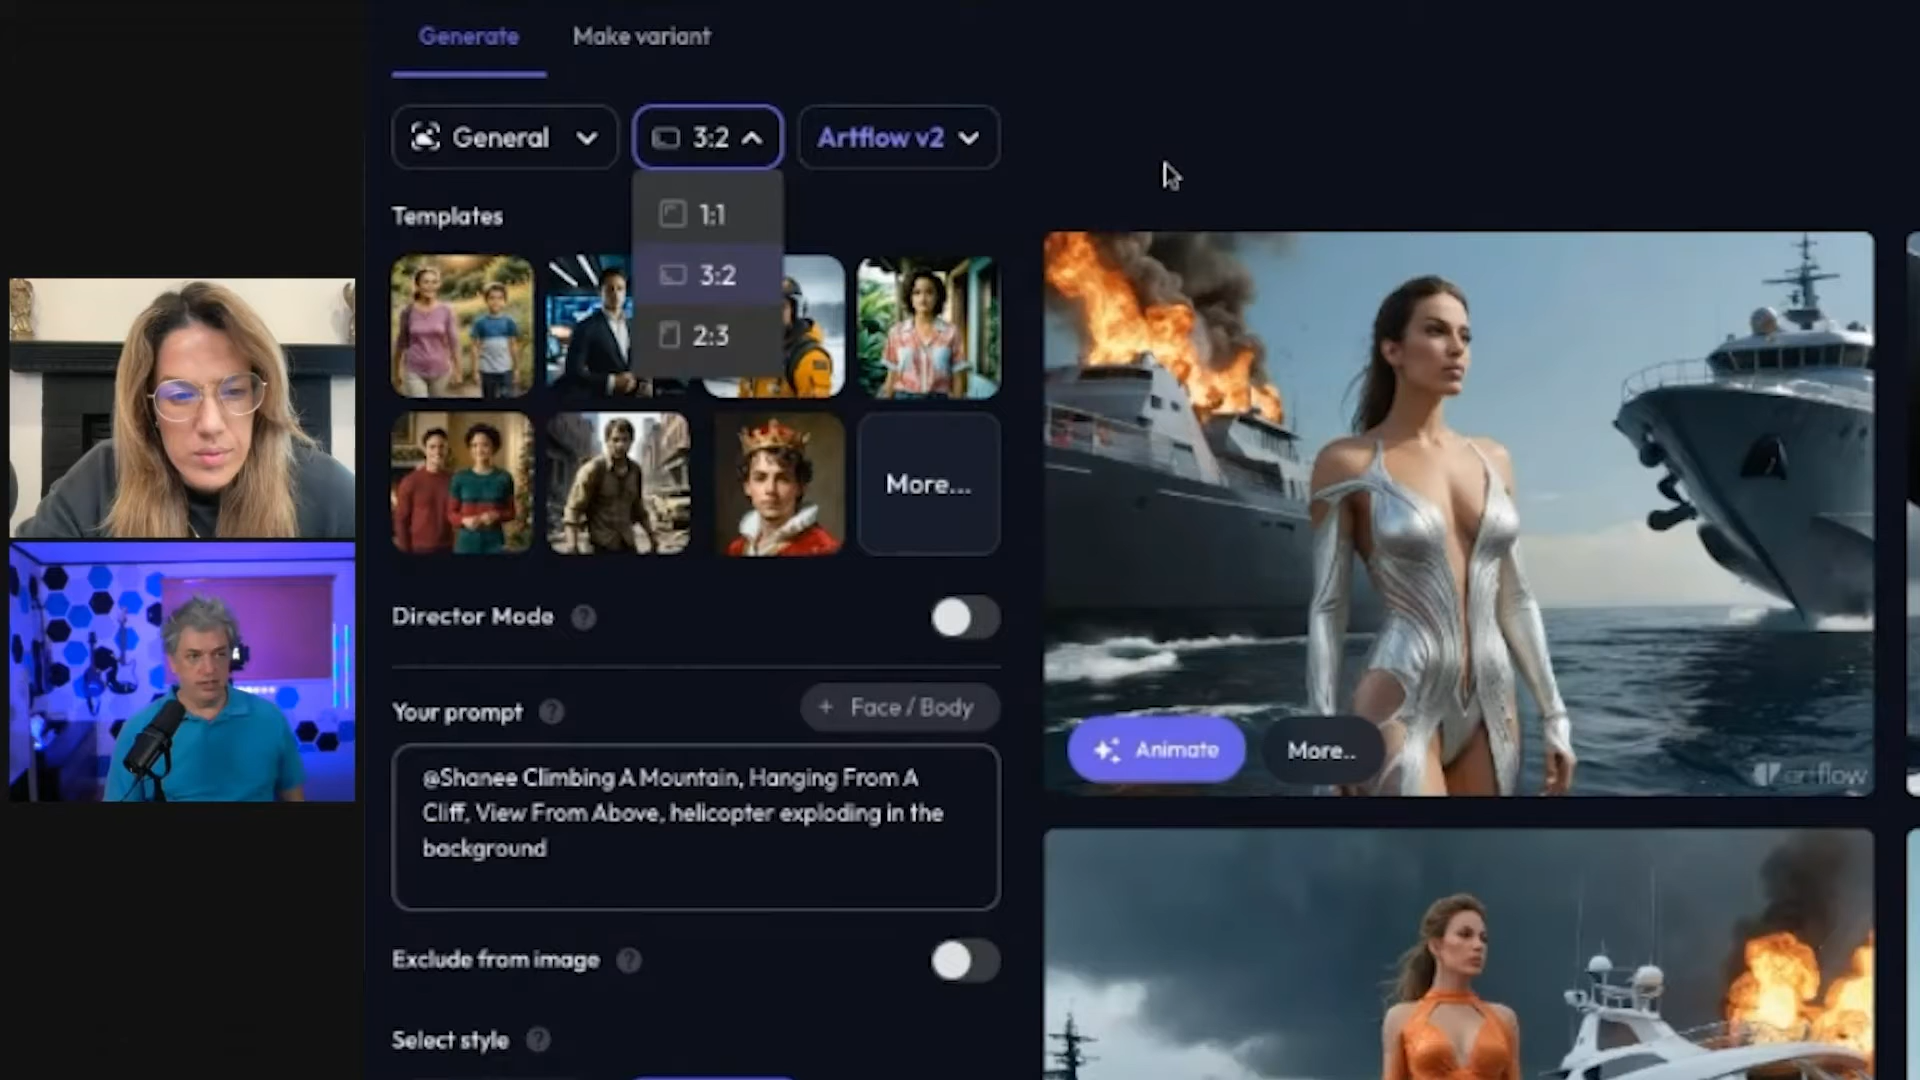 Generate
Make variant
General
3:2
Artflow v2
1:1
3:2
2:3
Templates
More...
Director Mode
Your prompt
+ Face / Body
@Shanee Climbing A Mountain, Hanging From A
Cliff, View From Above, helicopter exploding in the
background
Exclude from image
Select style
Animate
More..
artflow